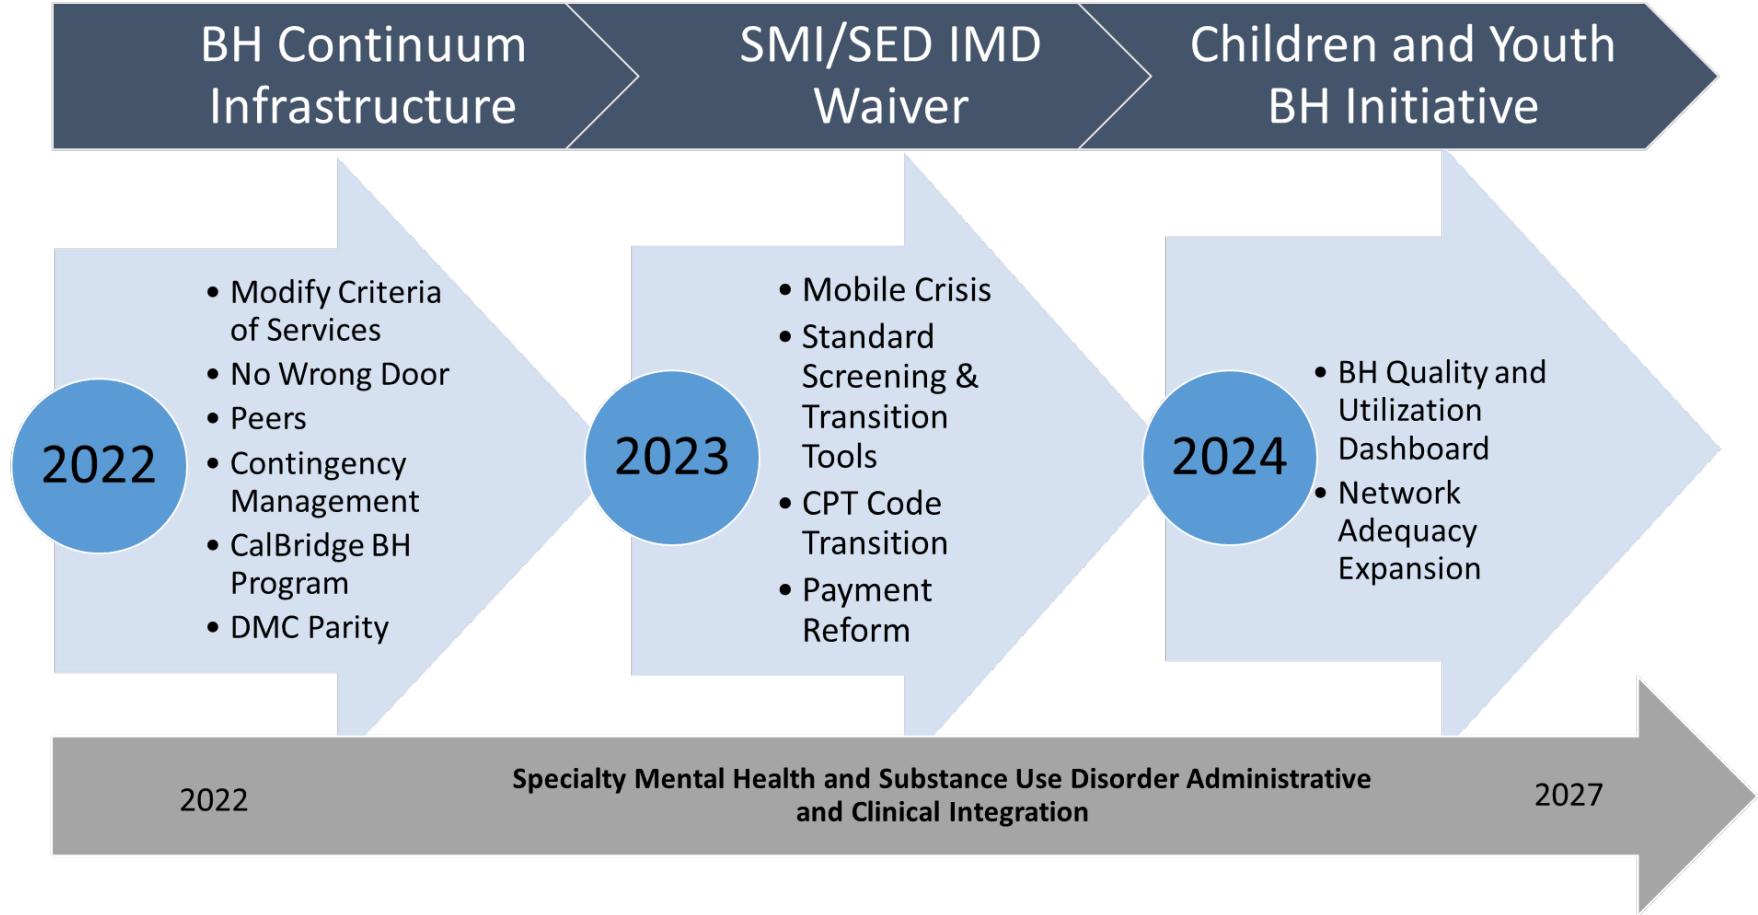 BH Continuum
Infrastructure
SMI/SED IMD
Waiver
Children and Youth
BH Initiative
2022
• Modify Criteria
of Services
• No Wrong Door
• Peers
• Contingency
Management
• CalBridge BH
Program
• DMC Parity
2023
• Mobile Crisis
• Standard
Screening &
Transition
Tools
• CPT Code
Transition
• Payment
Reform
2024
• BH Quality and
Utilization
Dashboard
• Network
Adequacy
Expansion
2022
Specialty Mental Health and Substance Use Disorder Administrative
and Clinical Integration
2027